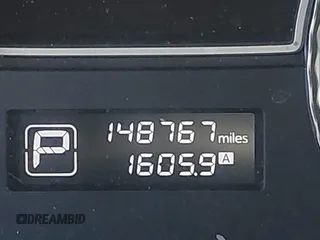 P
148767 miles
1605.9 A
DREAMBID